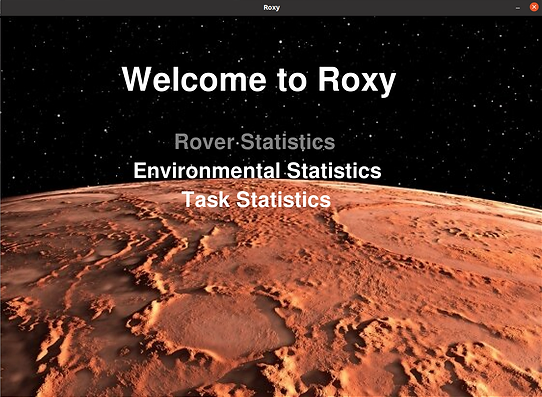 Roxy
Welcome to Roxy
Rover Statistics
Environmental Statistics
Task Statistics